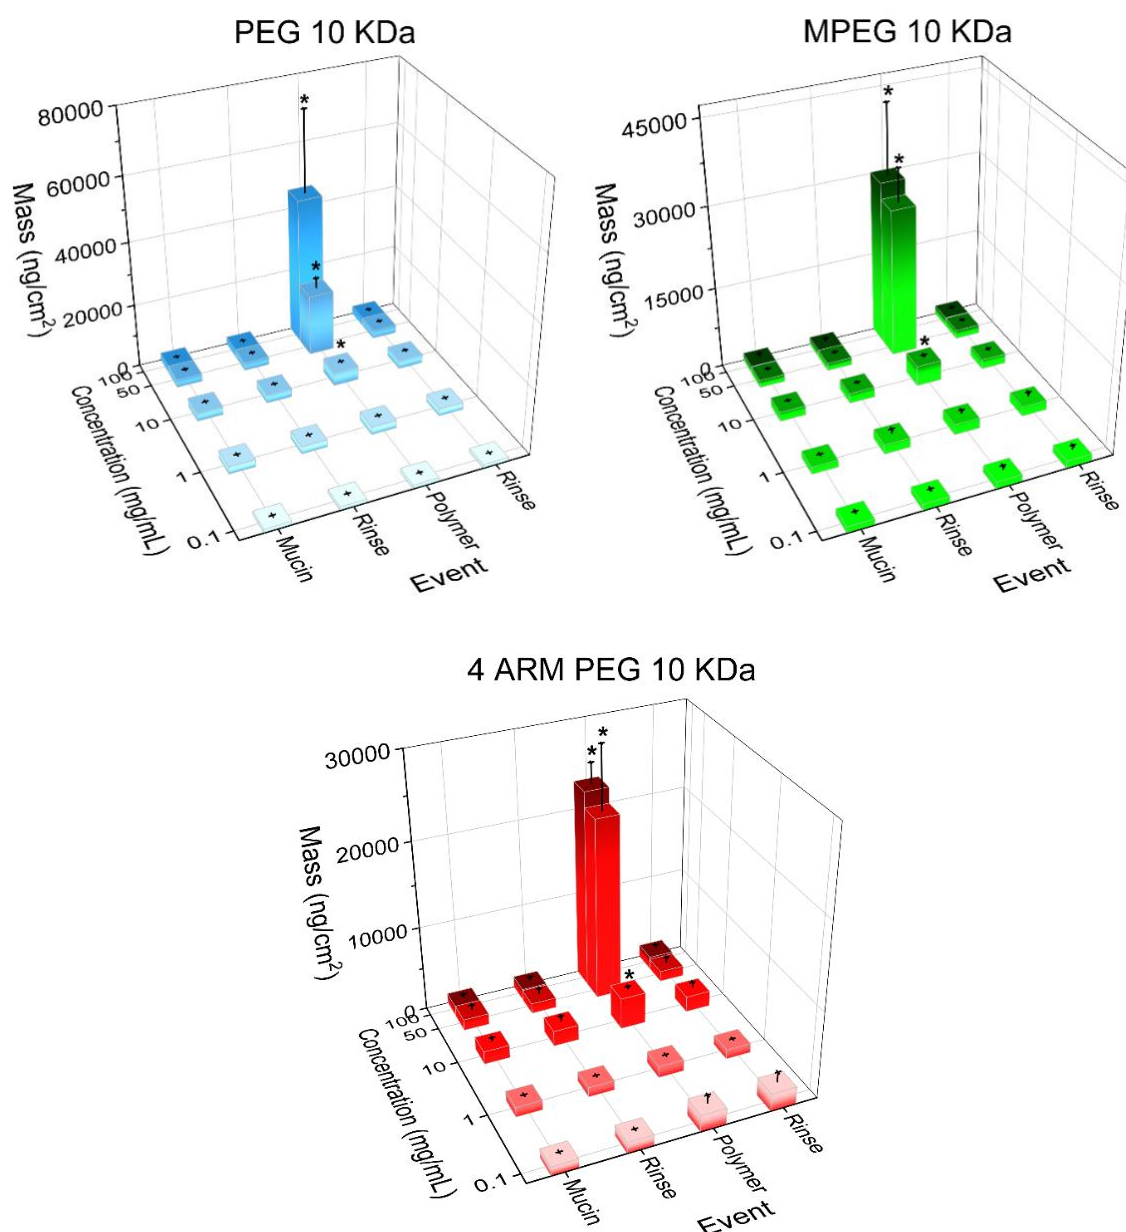 PEG 10 KDa
80000
60000
40000
20000
0
Mass (ng/cm²)
100
50
10
1
0.1
Concentration (mg/mL)
Mucin
Rinse
Polymer
Rinse
Event
*
*
*
MPEG 10 KDa
45000
30000
15000
0
Mass (ng/cm²)
100
50
10
1
0.1
Concentration (mg/mL)
Mucin
Rinse
Polymer
Rinse
Event
*
*
*
4 ARM PEG 10 KDa
30000
20000
10000
0
Mass (ng/cm²)
100
50
10
1
0.1
Concentration (mg/mL)
Mucin
Rinse
Polymer
Rinse
Event
*
*
*